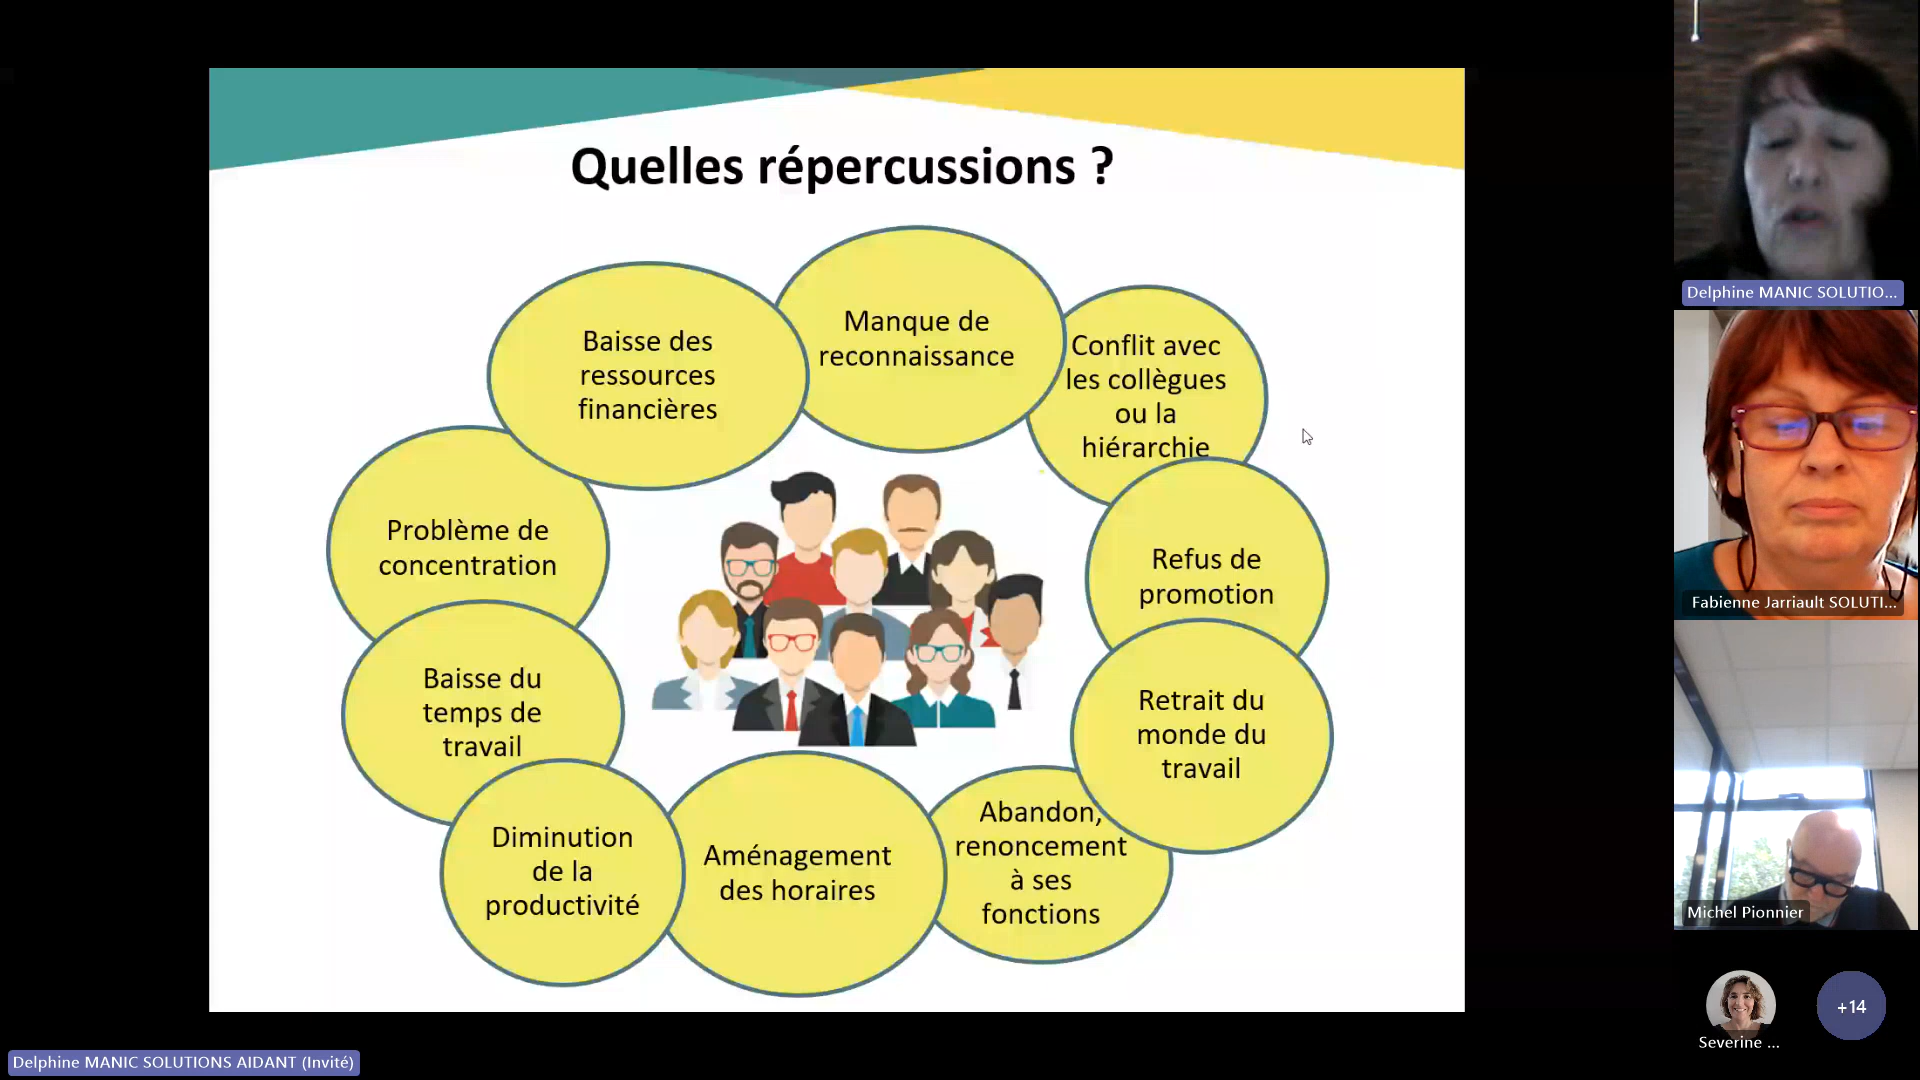 Quelles répercussions ?
Manque de
reconnaissance
Baisse des
ressources
financières
Conflit avec
les collègues
ou la
hiérarchie
Problème de
concentration
Refus de
promotion
Baisse du
temps de
travail
Retrait du
monde du
travail
Diminution
de la
productivité
Aménagement
des horaires
Abandon,
renoncement
à ses
fonctions
Delphine MANIC SOLUTIO...
Fabienne Jarriault SOLUTI...
Michel Pionnier
Severine ...
+14
Delphine MANIC SOLUTIONS AIDANT (Invité)